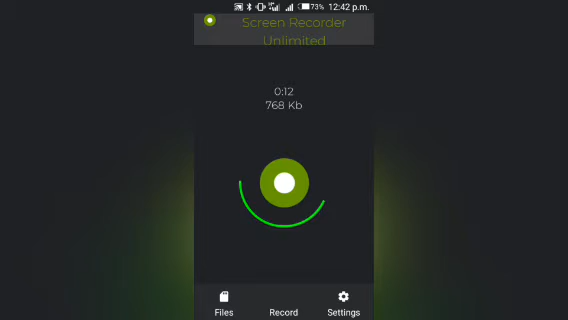 73% 12:42 p.m.
Screen Recorder
Unlimited
0:12
768 Kb
Files
Record
Settings